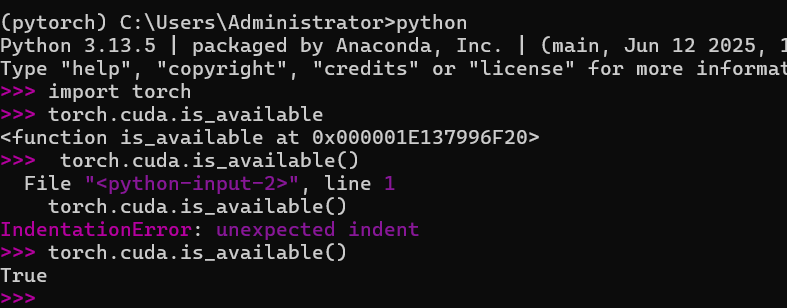 (pytorch) C:\Users\Administrator>python
Python 3.13.5 | packaged by Anaconda, Inc. | (main, Jun 12 2025, 1
Type "help", "copyright", "credits" or "license" for more informat
>>> import torch
>>> torch.cuda.is_available
<function is_available at 0x000001E137996F20>
>>>  torch.cuda.is_available()
  File "<python-input-2>", line 1
    torch.cuda.is_available()
IndentationError: unexpected indent
>>> torch.cuda.is_available()
True
>>>